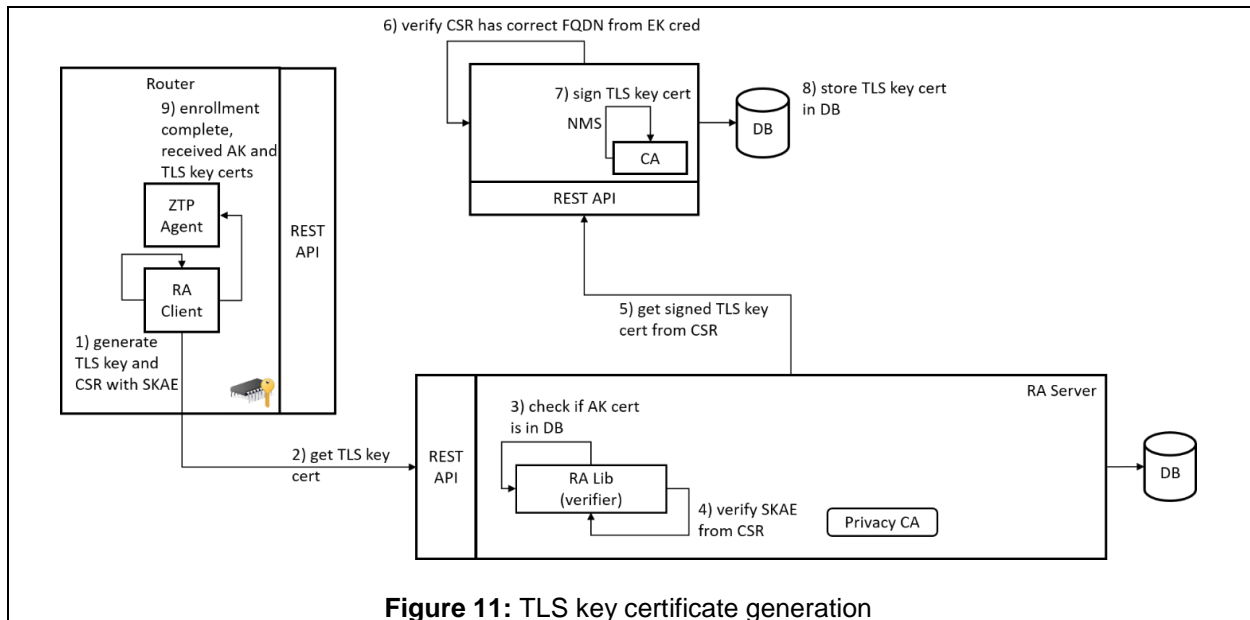 6) verify CSR has correct FQDN from EK cred
Router
9) enrollment
complete,
received AK and
TLS key certs
ZTP
Agent
RA
Client
REST
API
1) generate
TLS key and
CSR with SKAE
7) sign TLS key cert
NMS
CA
REST API
DB
8) store TLS key cert
in DB
5) get signed TLS key
cert from CSR
2) get TLS key
cert
REST
API
RA Server
3) check if AK cert
is in DB
RA Lib
(verifier)
4) verify SKAE
from CSR
Privacy CA
DB
Figure 11: TLS key certificate generation